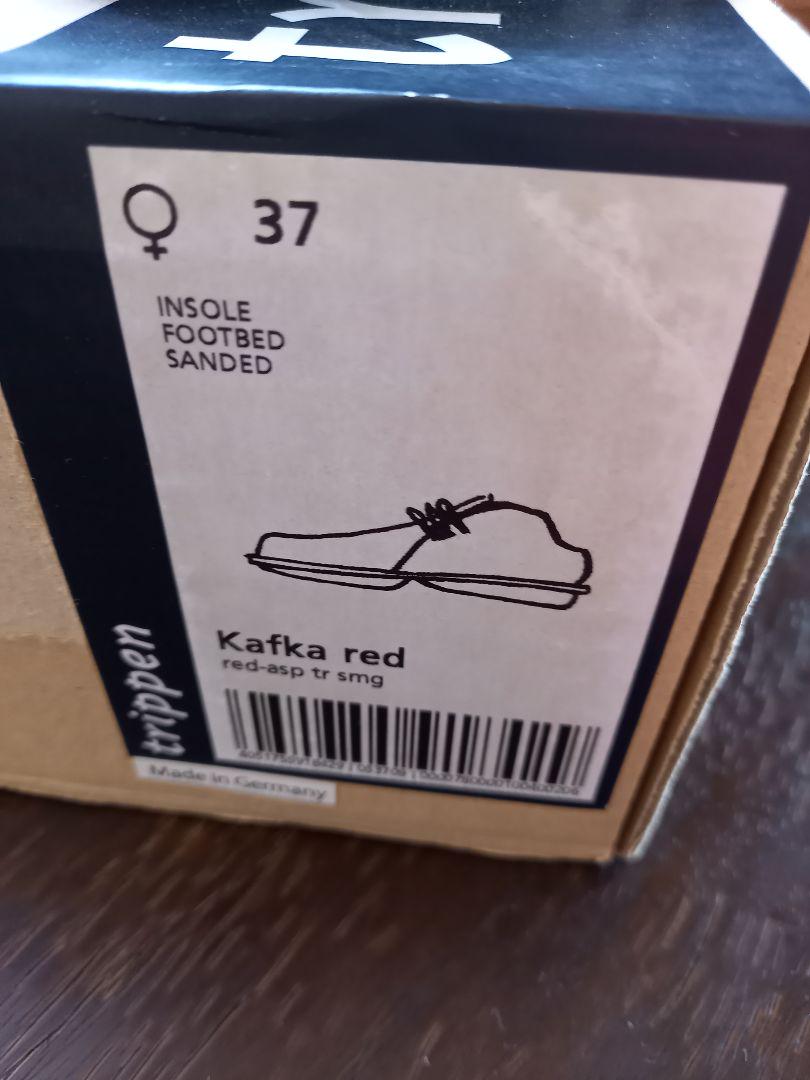 37
INSOLE
FOOTBED
SANDED
Kafka red
red-asp tr smg
trippen
Made in Germany